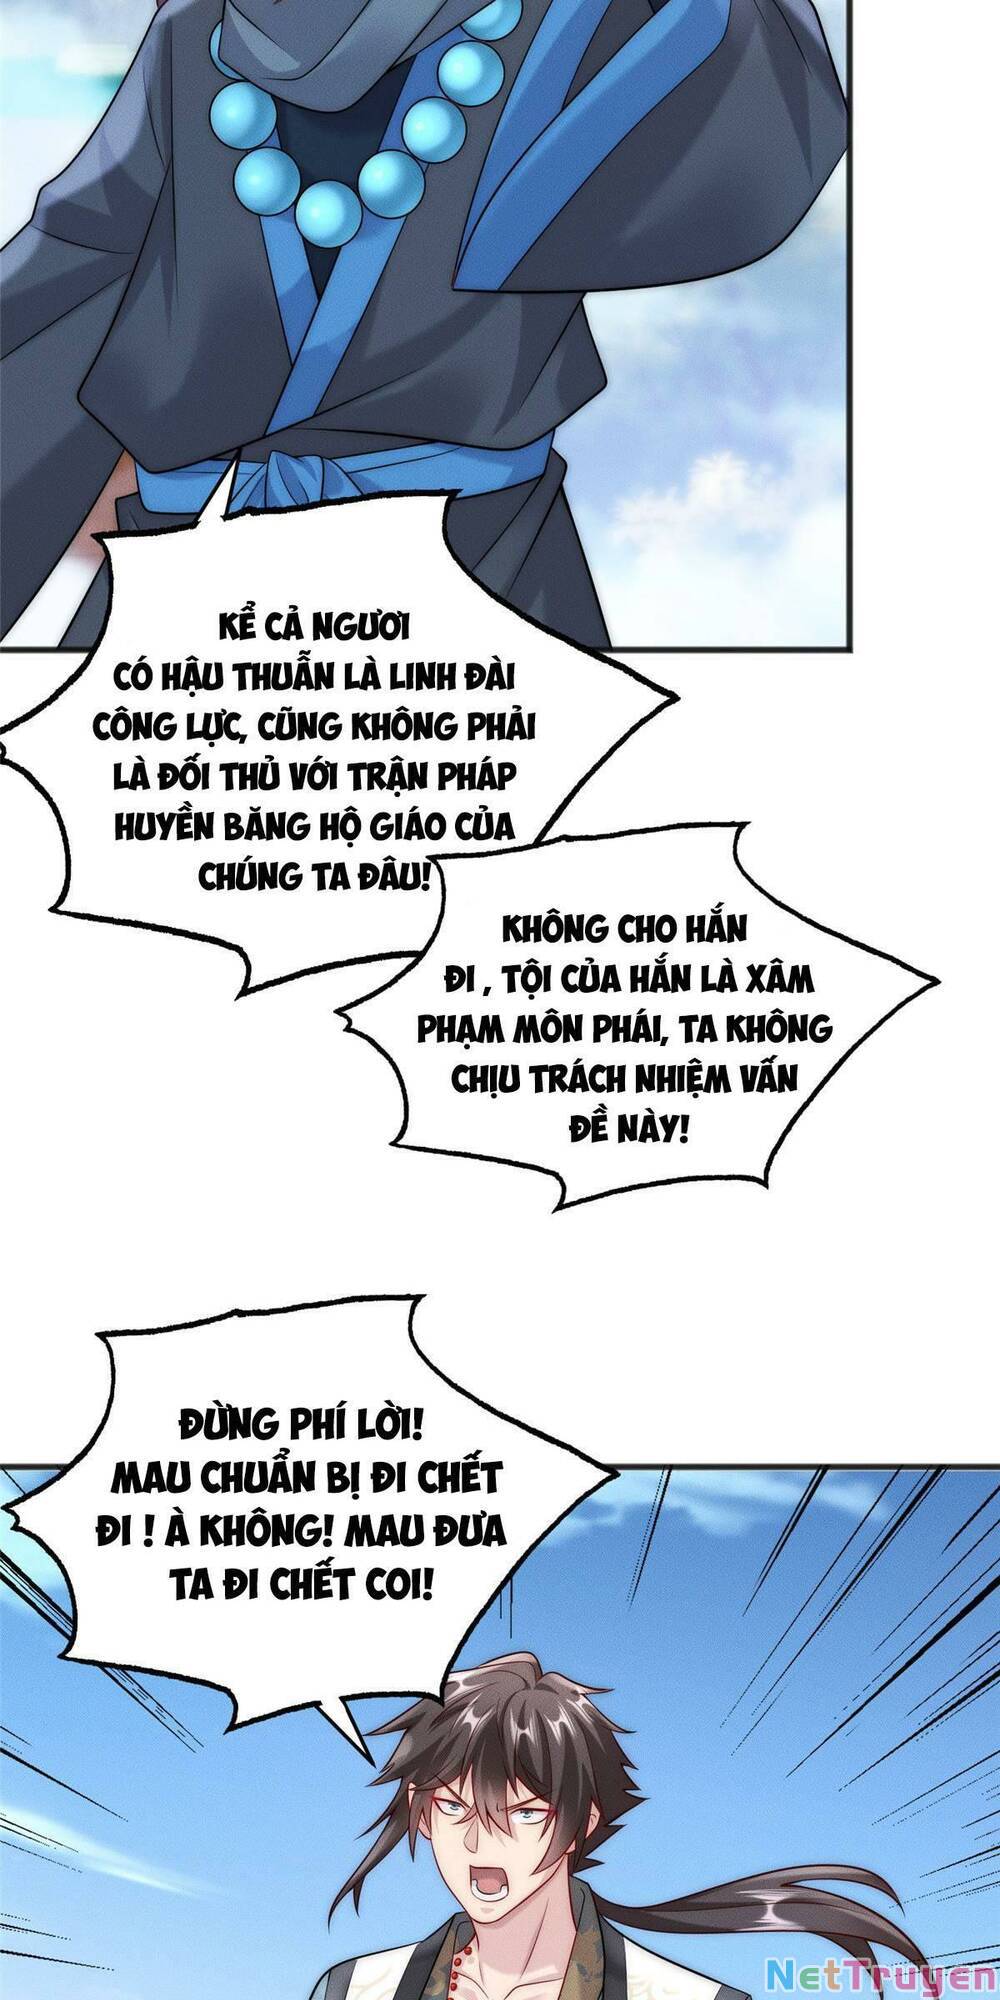 KỂ CẢ NGƯƠI
CÓ HẬU THUẪN LÀ LINH ĐÀI
CÔNG LỰC, CŨNG KHÔNG PHẢI
LÀ ĐỐI THỦ VỚI TRẬN PHÁP
HUYỀN BĂNG HỘ GIÁO CỦA
CHÚNG TA ĐÂU!
KHÔNG CHO HẮN
ĐI , TỘI CỦA HẮN LÀ XÂM
PHẠM MÔN PHÁI, TA KHÔNG
CHỊU TRÁCH NHIỆM VẤN
ĐỀ NÀY!
ĐỪNG PHÍ LỜI!
MAU CHUẨN BỊ ĐI CHẾT
ĐI ! À KHÔNG! MAU ĐƯA
TA ĐI CHẾT COI!
NetTruyen